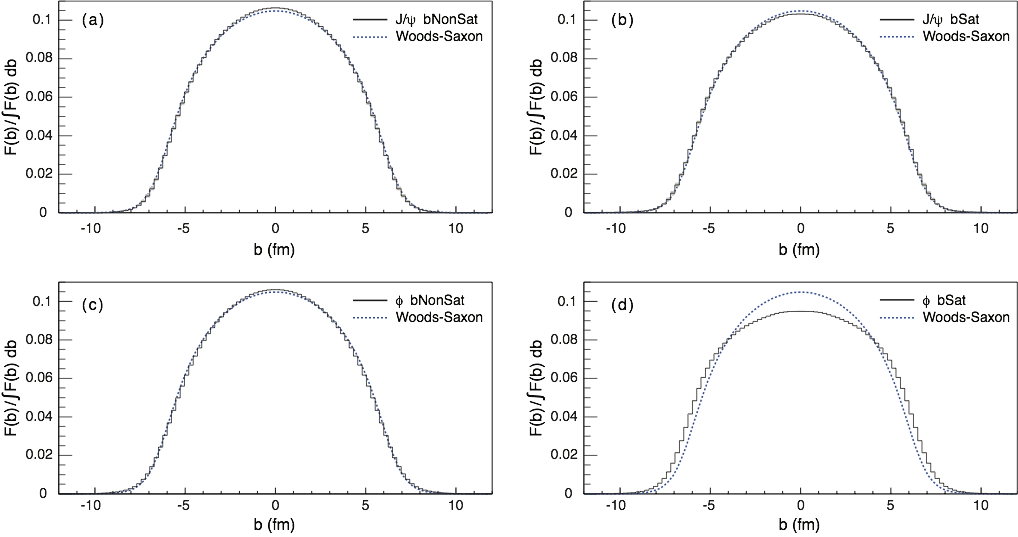 (a)
J/ψ bNonSat
Woods-Saxon
F(b)/∫F(b) db
0.1
0.08
0.06
0.04
0.02
0
-10 -5 0 5 10
b (fm)
(b)
J/ψ bSat
Woods-Saxon
F(b)/∫F(b) db
0.1
0.08
0.06
0.04
0.02
0
-10 -5 0 5 10
b (fm)
(c)
ϕ bNonSat
Woods-Saxon
F(b)/∫F(b) db
0.1
0.08
0.06
0.04
0.02
0
-10 -5 0 5 10
b (fm)
(d)
ϕ bSat
Woods-Saxon
F(b)/∫F(b) db
0.1
0.08
0.06
0.04
0.02
0
-10 -5 0 5 10
b (fm)